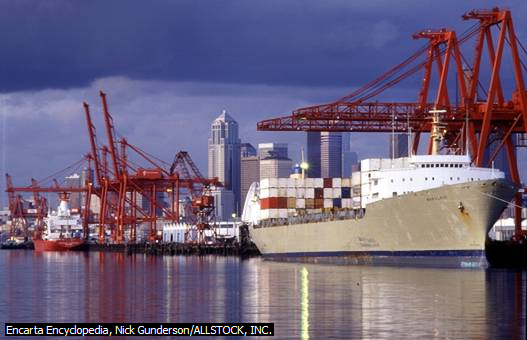 Encarta Encyclopedia, Nick Gunderson/ALLSTOCK, INC.